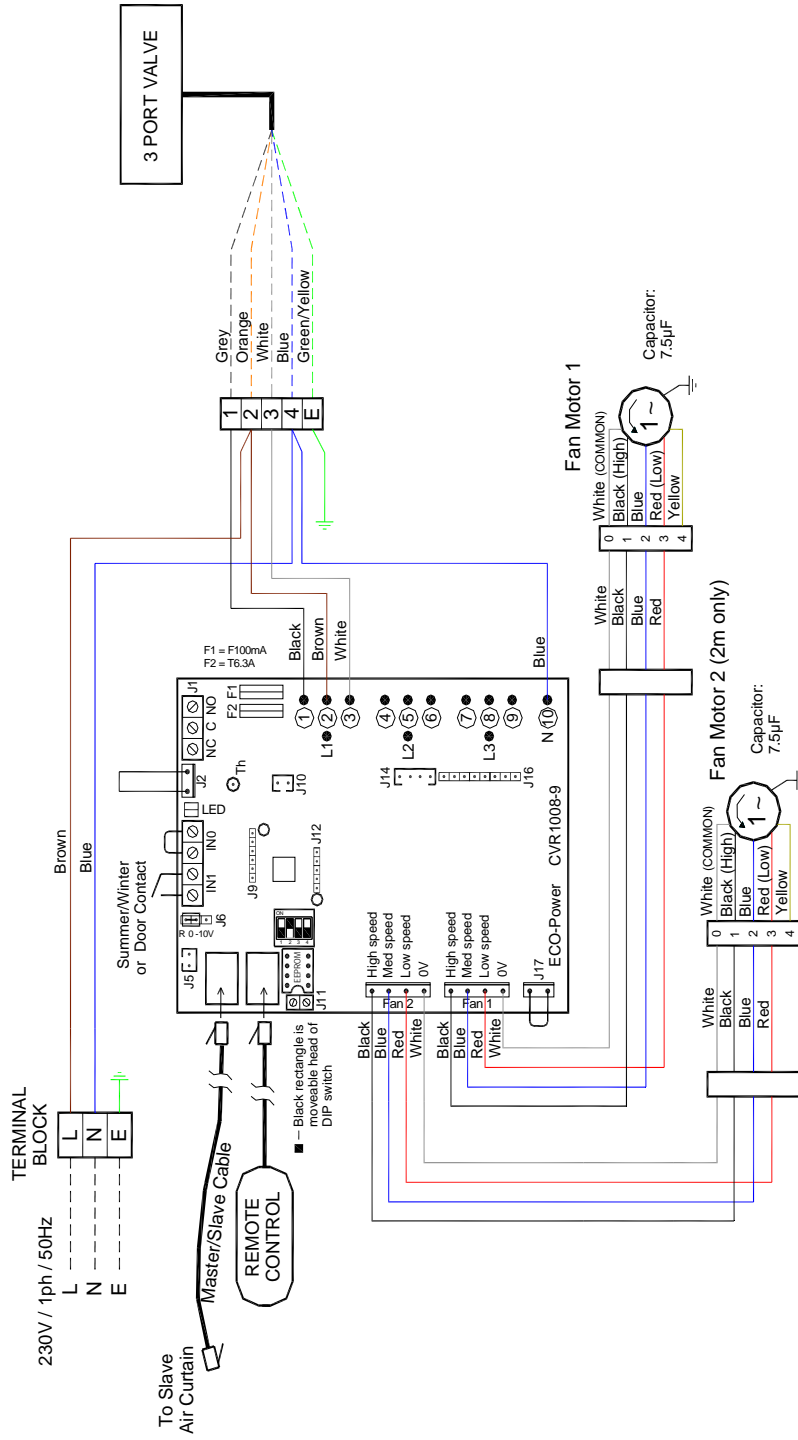 230V / 1ph / 50Hz
L
N
E
TERMINAL
BLOCK
L
N
E
Brown
Blue
To Slave
Air Curtain
Master/Slave Cable
REMOTE
CONTROL
Black rectangle is
moveable head of
DIP switch
Summer/Winter
or Door Contact
J5
R 0 -10V
J6
IN1
IN0
LED
J2
NC C NO
J1
J11
EEPROM
ON
1 2 3 4
J9
J12
Th
J10
F2 F1
F1 = F100mA
F2 = T6.3A
J14
J16
1
2
3
4
5
6
7
8
9
10
L1
L2
L3
N
Black
Brown
White
Blue
High speed
Med speed
Low speed
0V
Fan 2
High speed
Med speed
Low speed
0V
Fan 1
J17
ECO-Power CVR1008-9
Black
Blue
Red
White
Black
Blue
Red
White
1
2
3
4
E
Grey
Orange
White
Blue
Green/Yellow
3 PORT VALVE
Fan Motor 1
White
Black
Blue
Red
0
1
2
3
4
White (COMMON)
Black (High)
Blue
Red (Low)
Yellow
1~
Capacitor:
7.5µF
Fan Motor 2 (2m only)
White
Black
Blue
Red
0
1
2
3
4
White (COMMON)
Black (High)
Blue
Red (Low)
Yellow
1~
Capacitor:
7.5µF